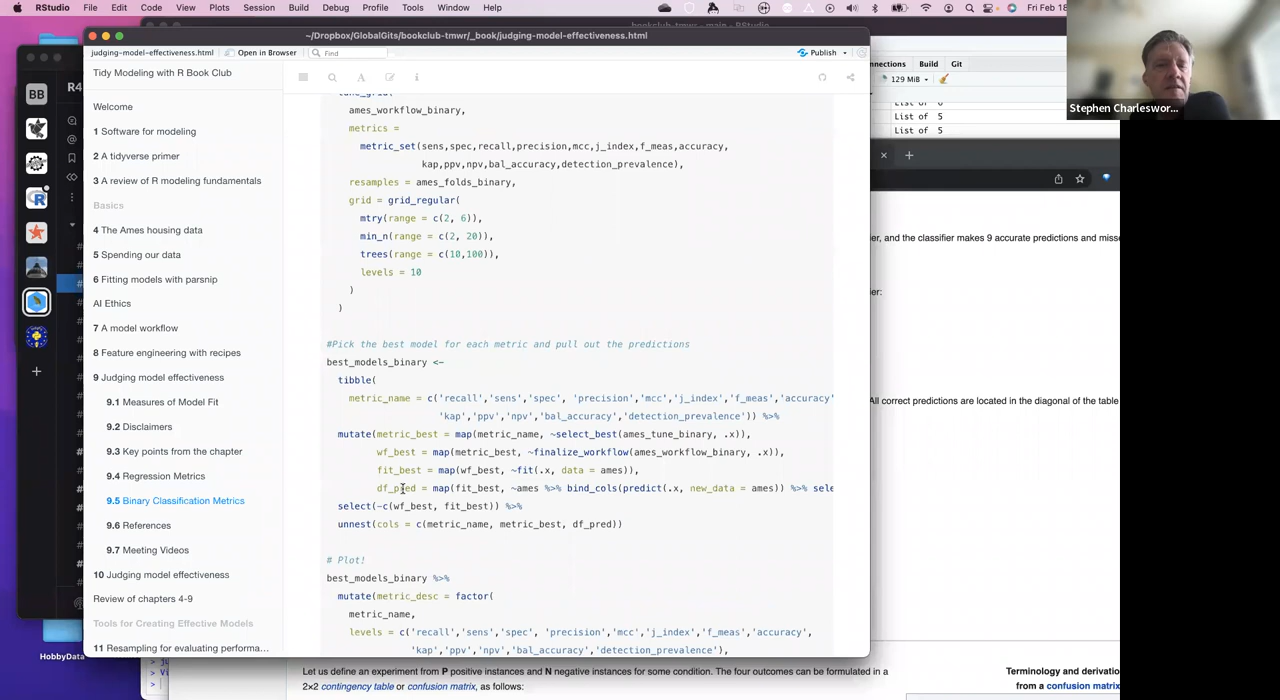 RStudio File Edit Code View Plots Session Build Debug Profile Tools Window Help
Fri Feb 18
~/Dropbox/GlobalGits/bookclub-tmwr/_book/judging-model-effectiveness.html
judging-model-effectiveness.html Open in Browser Find Publish
Tidy Modeling with R Book Club
Welcome
1 Software for modeling
2 A tidyverse primer
3 A review of R modeling fundamentals
Basics
4 The Ames housing data
5 Spending our data
6 Fitting models with parsnip
AI Ethics
7 A model workflow
8 Feature engineering with recipes
9 Judging model effectiveness
9.1 Measures of Model Fit
9.2 Disclaimers
9.3 Key points from the chapter
9.4 Regression Metrics
9.5 Binary Classification Metrics
9.6 References
9.7 Meeting Videos
10 Judging model effectiveness
Review of chapters 4-9
Tools for Creating Effective Models
11 Resampling for evaluating performa...
ames_workflow_binary,
metrics =
metric_set(sens,spec,recall,precision,mcc,j_index,f_meas,accuracy,
kap,ppv,npv,bal_accuracy,detection_prevalence),
resamples = ames_folds_binary,
grid = grid_regular(
mtry(range = c(2, 6)),
min_n(range = c(2, 20)),
trees(range = c(10,100)),
levels = 10
)
)
#Pick the best model for each metric and pull out the predictions
best_models_binary <-
tibble(
metric_name = c('recall','sens','spec', 'precision','mcc','j_index','f_meas','accuracy'
'kap','ppv','npv','bal_accuracy','detection_prevalence')) %>%
mutate(metric_best = map(metric_name, ~select_best(ames_tune_binary, .x)),
wf_best = map(metric_best, ~finalize_workflow(ames_workflow_binary, .x)),
fit_best = map(wf_best, ~fit(.x, data = ames)),
df_pred = map(fit_best, ~ames %>% bind_cols(predict(.x, new_data = ames)) %>% sele
select(-c(wf_best, fit_best)) %>%
unnest(cols = c(metric_name, metric_best, df_pred))
# Plot!
best_models_binary %>%
mutate(metric_desc = factor(
metric_name,
levels = c('recall','sens','spec', 'precision','mcc','j_index','f_meas','accuracy',
'kap','ppv','npv','bal_accuracy','detection_prevalence'),
BB
R4
HobbyData
nnections Build Git
129 MiB
List of 5
List of 5
Stephen Charleswor...
er, and the classifier makes 9 accurate predictions and misse
er:
All correct predictions are located in the diagonal of the table
Let us define an experiment from P positive instances and N negative instances for some condition. The four outcomes can be formulated in a
2×2 contingency table or confusion matrix, as follows:
Terminology and derivatio
from a confusion matrix